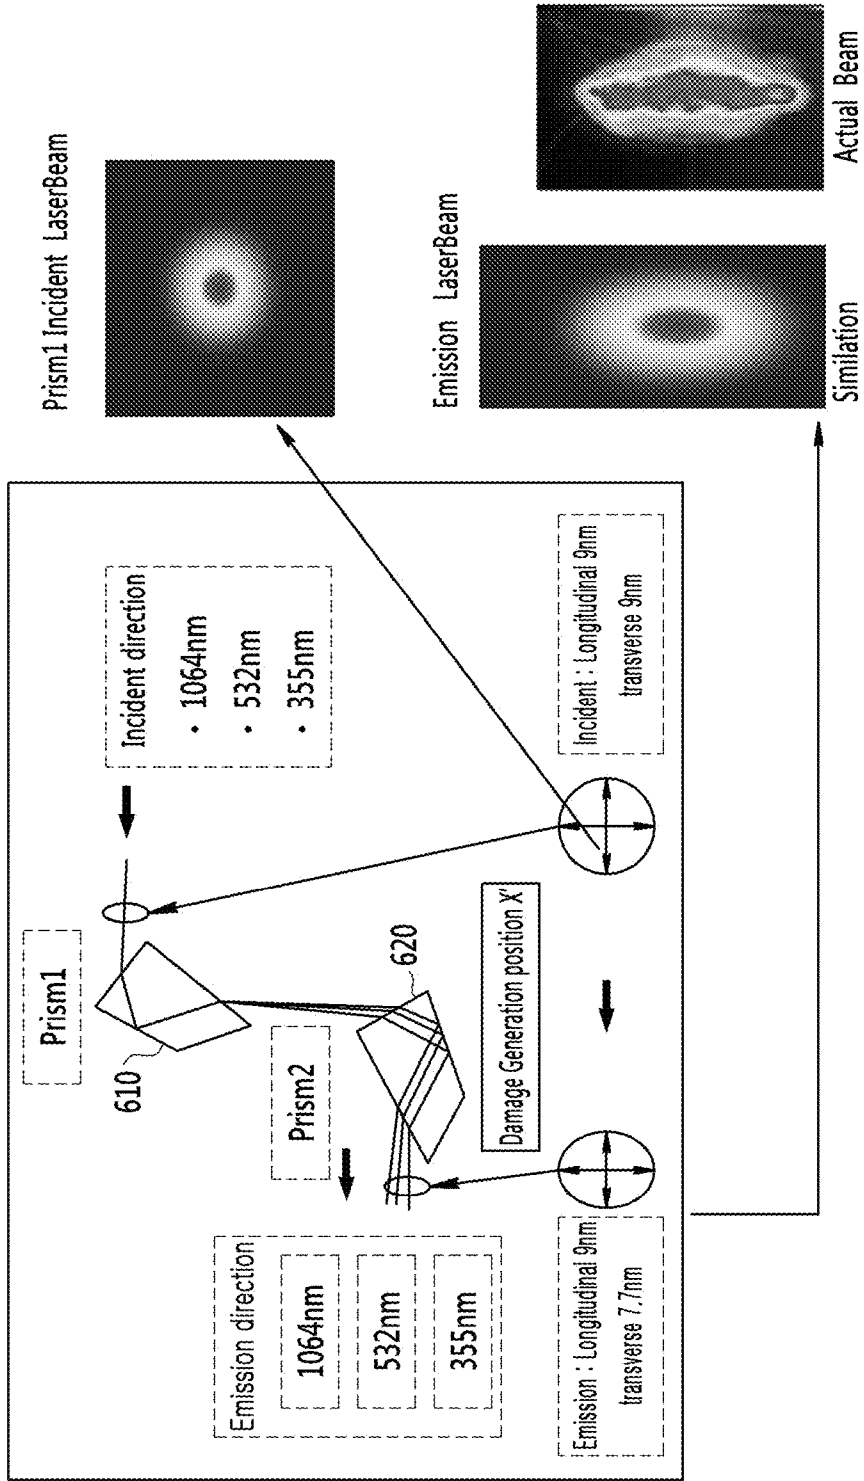 Prism1
610
Incident direction
• 1064nm
• 532nm
• 355nm
Prism1 Incident LaserBeam
Prism2
620
Emission direction
1064nm
532nm
355nm
Damage Generation position X'
Emission : Longitudinal 9nm
transverse 7.7nm
Incident : Longitudinal 9nm
transverse 9nm
Emission LaserBeam
Similation
Actual Beam